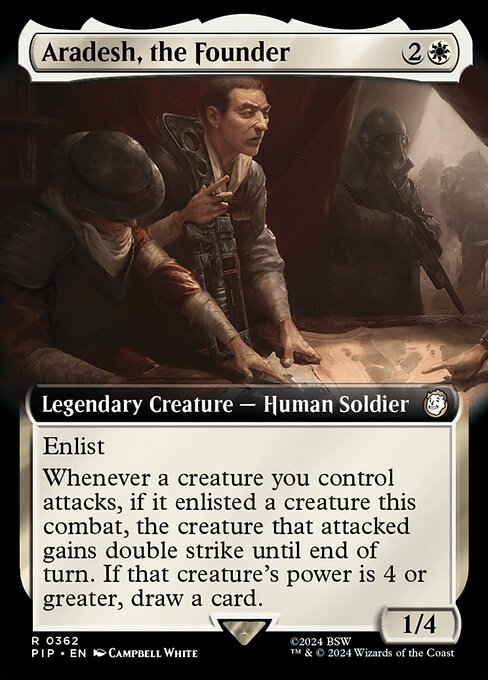 Aradesh, the Founder 2
Legendary Creature — Human Soldier
Enlist
Whenever a creature you control
attacks, if it enlisted a creature this
combat, the creature that attacked
gains double strike until end of
turn. If that creature's power is 4 or
greater, draw a card.
1/4
R 0362
PIP • EN Campbell White
©2024 BSW
™ & © 2024 Wizards of the Coast